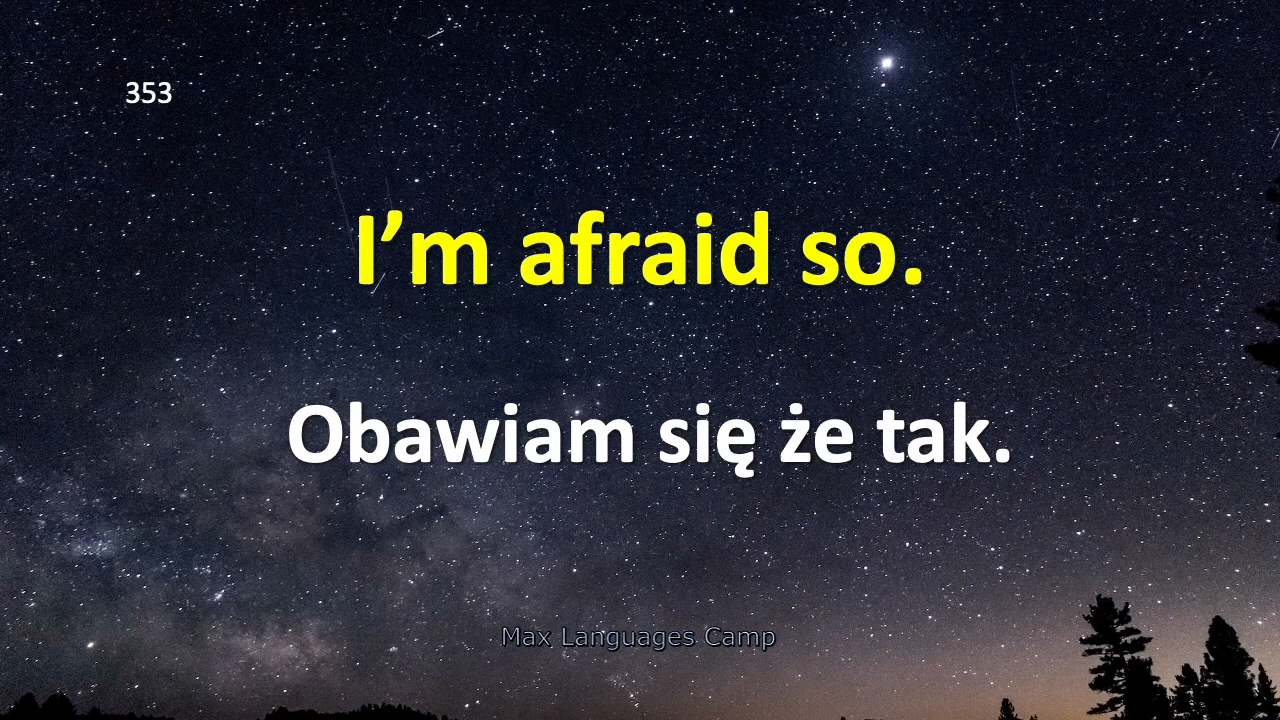 353
I’m afraid so.
Obawiam się że tak.
Max Languages Camp